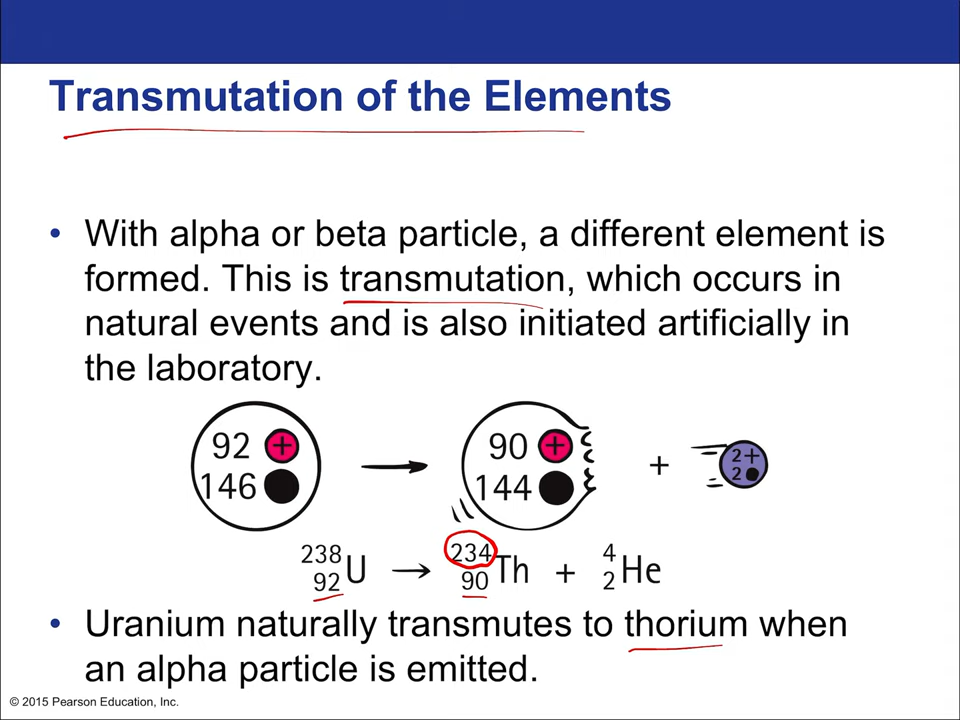 Transmutation of the Elements
• With alpha or beta particle, a different element is
formed. This is transmutation, which occurs in
natural events and is also initiated artificially in
the laboratory.
92 + → 90 + + 2+
146 144 2
238 92 U → 234 90 Th + 4 2 He
• Uranium naturally transmutes to thorium when
an alpha particle is emitted.
© 2015 Pearson Education, Inc.